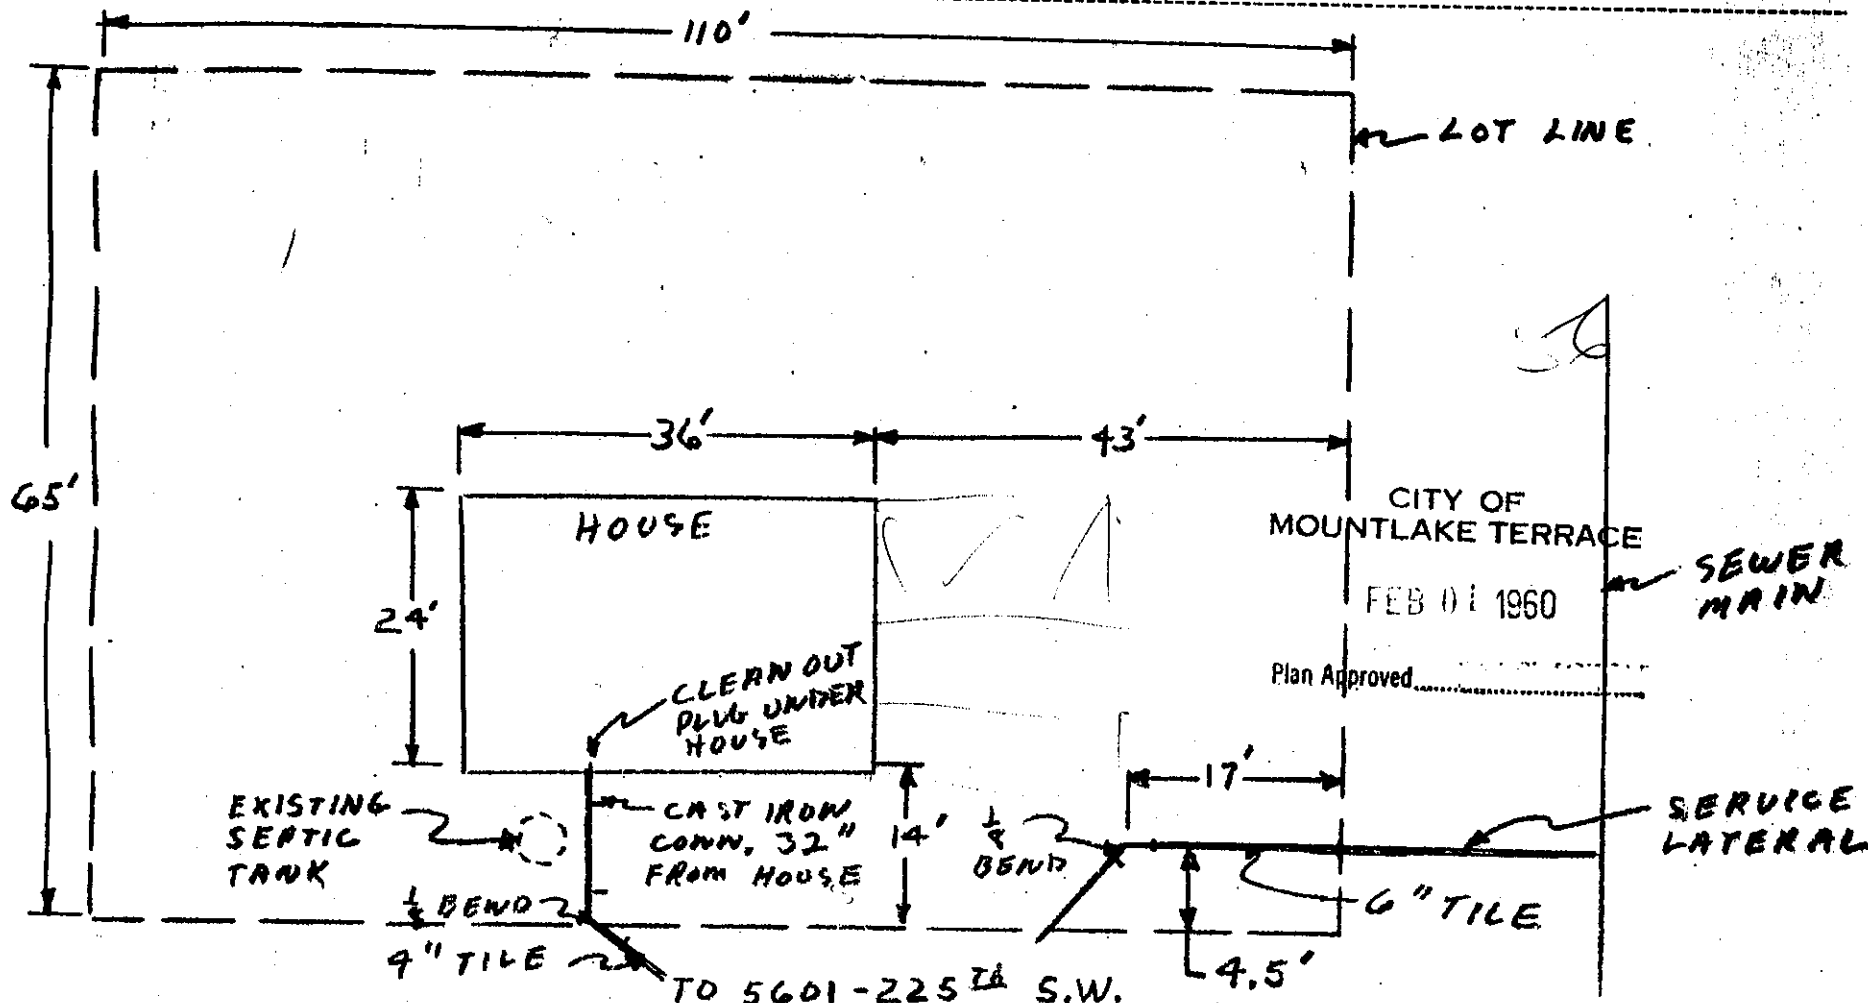 110'
LOT LINE
36'
43'
65'
CITY OF
MOUNTLAKE TERRACE
HOUSE
SEWER
MAIN
FEB 01 1960
24'
CLEAN OUT
PLUG UNDER
HOUSE
Plan Approved
17'
EXISTING
SEPTIC
TANK
CAST IRON
CONN. 32"
FROM HOUSE
14'
1/8
BEND
SERVICE
LATERAL
1/8 BEND
6" TILE
4" TILE
TO 5601-225TH S.W.
4.5'